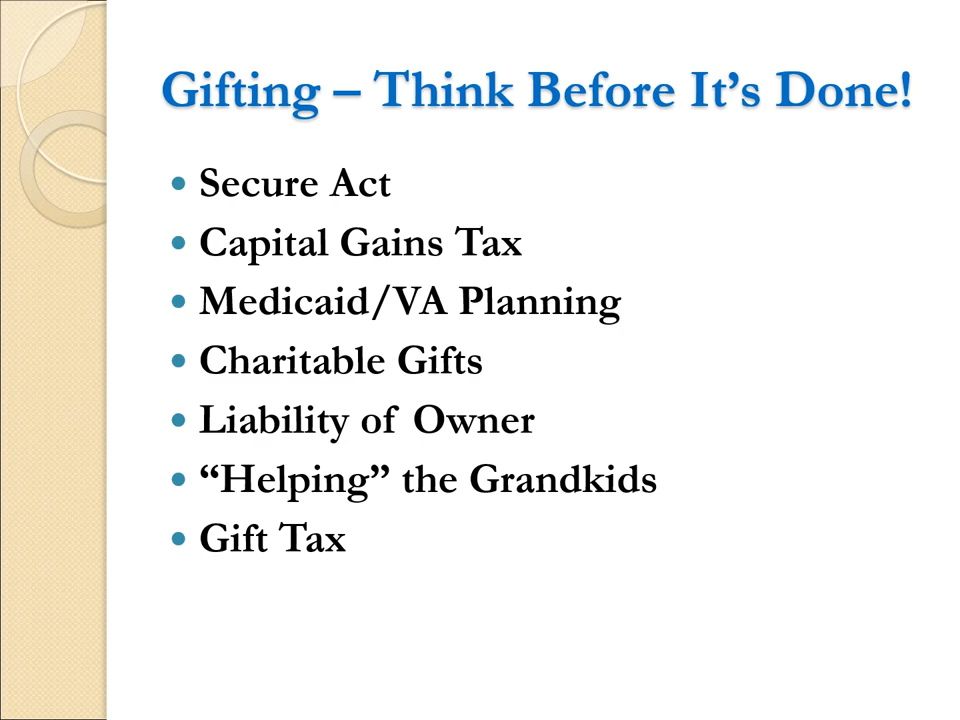 Gifting – Think Before It’s Done!
• Secure Act
• Capital Gains Tax
• Medicaid/VA Planning
• Charitable Gifts
• Liability of Owner
• “Helping” the Grandkids
• Gift Tax